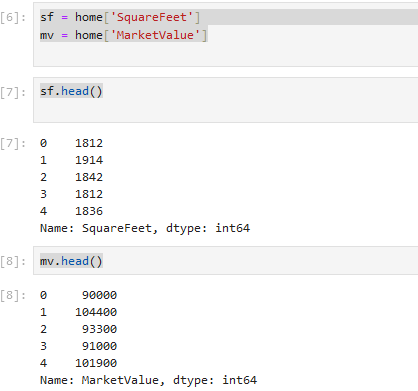 [6]: sf = home['SquareFeet']
mv = home['MarketValue']
[7]: sf.head()
[7]: 0    1812
1    1914
2    1842
3    1812
4    1836
Name: SquareFeet, dtype: int64
[8]: mv.head()
[8]: 0     90000
1    104400
2     93300
3     91000
4    101900
Name: MarketValue, dtype: int64